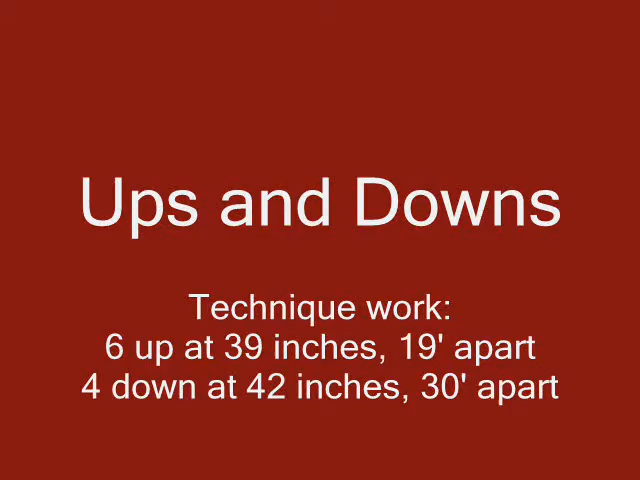 Ups and Downs
Technique work:
6 up at 39 inches, 19' apart
4 down at 42 inches, 30' apart